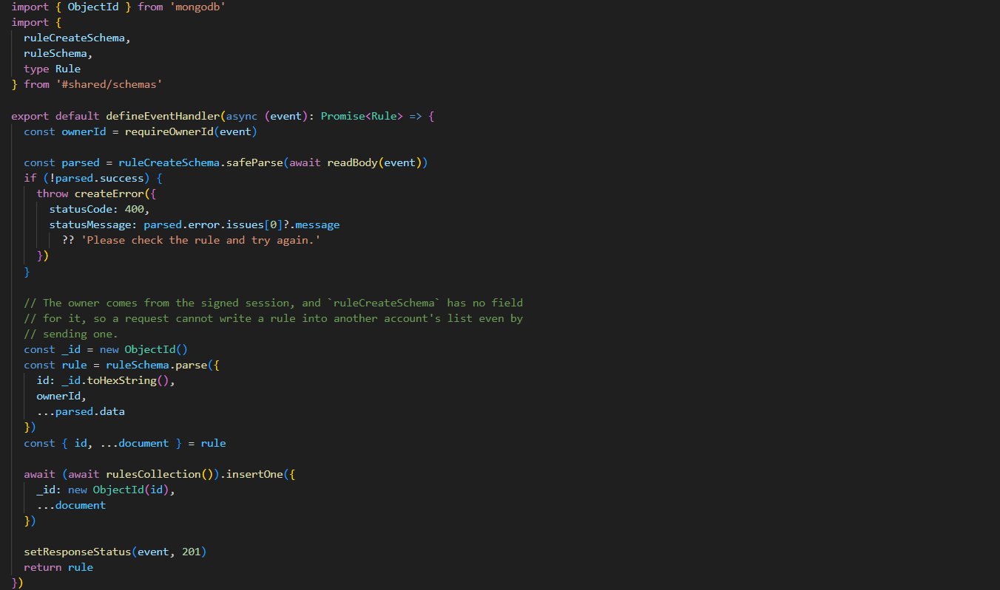 import { ObjectId } from 'mongodb'
import {
  ruleCreateSchema,
  ruleSchema,
  type Rule
} from '#shared/schemas'

export default defineEventHandler(async (event): Promise<Rule> => {
  const ownerId = requireOwnerId(event)

  const parsed = ruleCreateSchema.safeParse(await readBody(event))
  if (!parsed.success) {
    throw createError({
      statusCode: 400,
      statusMessage: parsed.error.issues[0]?.message
        ?? 'Please check the rule and try again.'
    })
  }

  // The owner comes from the signed session, and `ruleCreateSchema` has no field
  // for it, so a request cannot write a rule into another account's list even by
  // sending one.
  const _id = new ObjectId()
  const rule = ruleSchema.parse({
    id: _id.toHexString(),
    ownerId,
    ...parsed.data
  })
  const { id, ...document } = rule

  await (await rulesCollection()).insertOne({
    _id: new ObjectId(id),
    ...document
  })

  setResponseStatus(event, 201)
  return rule
})